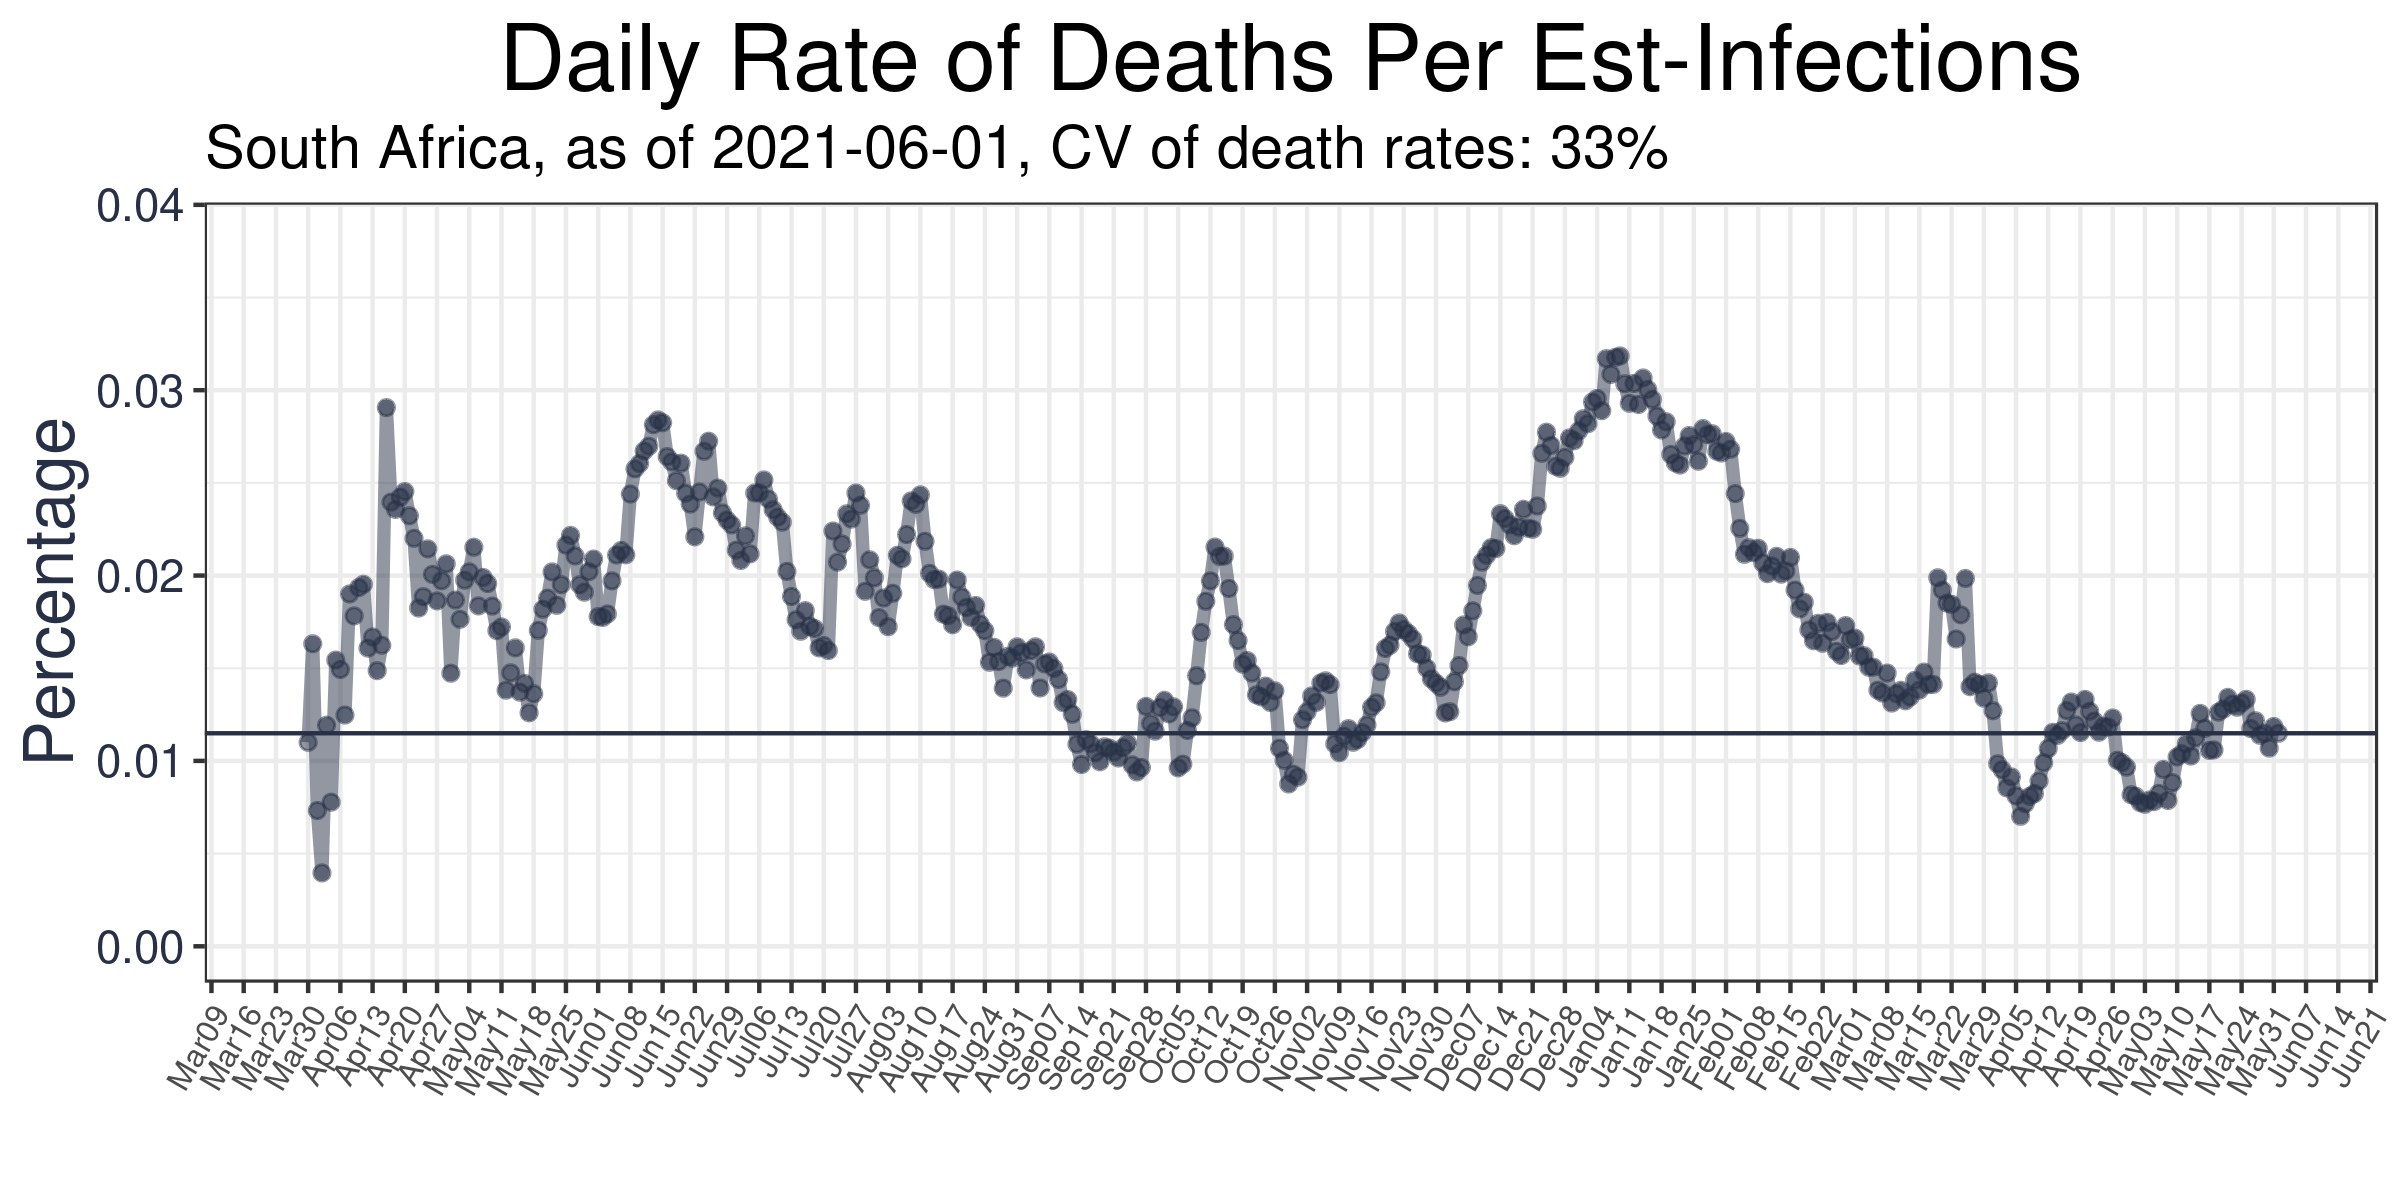 Daily Rate of Deaths Per Est-Infections
South Africa, as of 2021-06-01, CV of death rates: 33%
Percentage
0.04
0.03
0.02
0.01
0.00
Mar09
Mar16
Mar23
Mar30
Apr06
Apr13
Apr20
Apr27
May04
May11
May18
May25
Jun01
Jun08
Jun15
Jun22
Jun29
Jul06
Jul13
Jul20
Jul27
Aug03
Aug10
Aug17
Aug24
Aug31
Sep07
Sep14
Sep21
Sep28
Oct05
Oct12
Oct19
Oct26
Nov02
Nov09
Nov16
Nov23
Nov30
Dec07
Dec14
Dec21
Dec28
Jan04
Jan11
Jan18
Jan25
Feb01
Feb08
Feb15
Feb22
Mar01
Mar08
Mar15
Mar22
Mar29
Apr05
Apr12
Apr19
Apr26
May03
May10
May17
May24
May31
Jun07
Jun14
Jun21